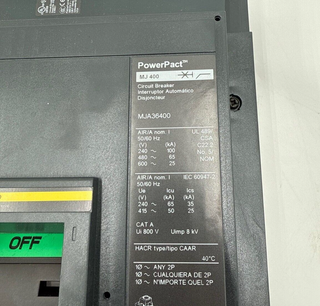 PowerPact™
MJ 400
Circuit Breaker
Interruptor Automático
Disjoncteur
MJA36400
AIR/A nom. I UL 489/
50/60 Hz CSA
(V) (kA) C22.2
240 ~ 100 No. 5/
480 ~ 65 NOM
600 ~ 25
AIR/A nom. I IEC 60947-2
50/60 Hz
Ue Icu Ics
(V) (kA) (kA)
240 ~ 65 35
415 ~ 50 25
CAT A
Ui 800 V Uimp 8 kV
HACR type/tipo CAAR
40°C
1Ø ~ ANY 2P
1Ø ~ CUALQUIERA DE 2P
1Ø ~ N'IMPORTE QUEL 2P
OFF